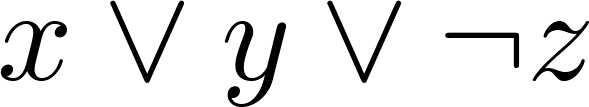 x ∨ y ∨ ¬z